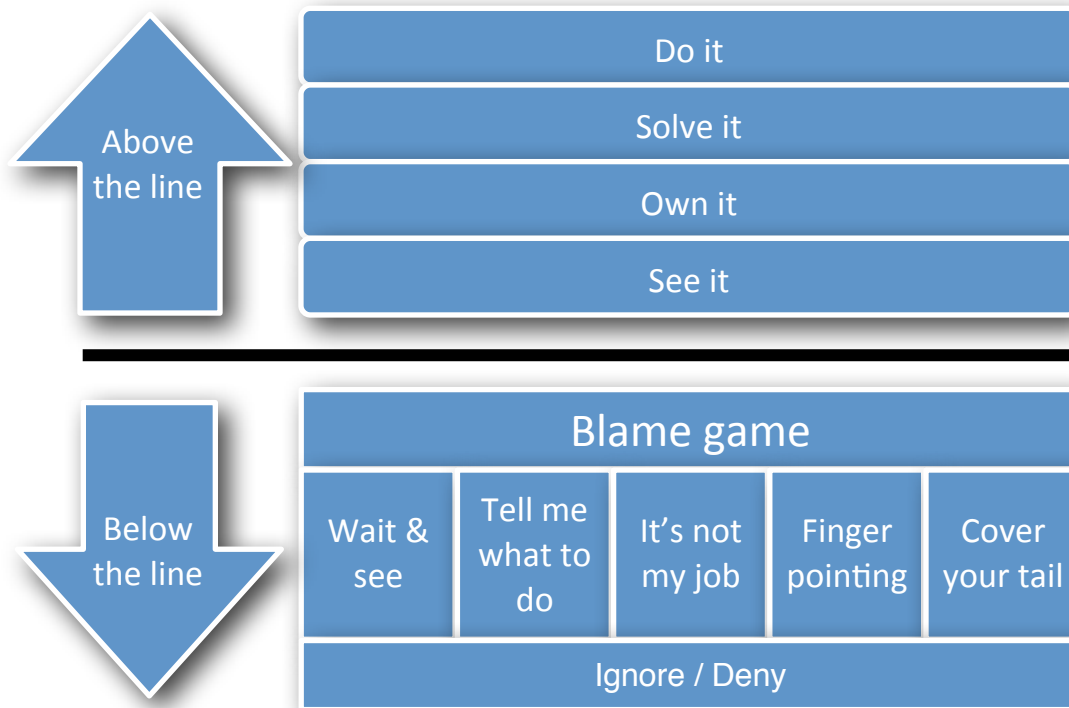 Above
the line
Do it
Solve it
Own it
See it
Below
the line
Blame game
Wait &
see
Tell me
what to
do
It's not
my job
Finger
pointing
Cover
your tail
Ignore / Deny